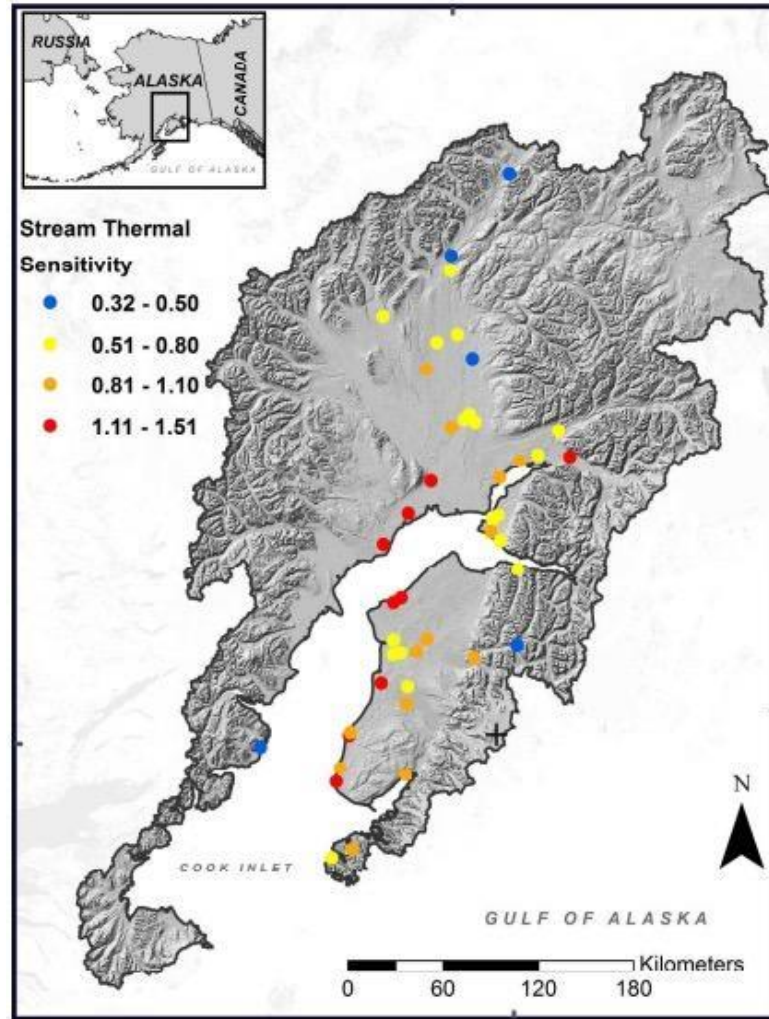 RUSSIA
ALASKA
CANADA
GULF OF ALASKA
Stream Thermal
Sensitivity
0.32 - 0.50
0.51 - 0.80
0.81 - 1.10
1.11 - 1.51
N
COOK INLET
GULF OF ALASKA
Kilometers
0 60 120 180